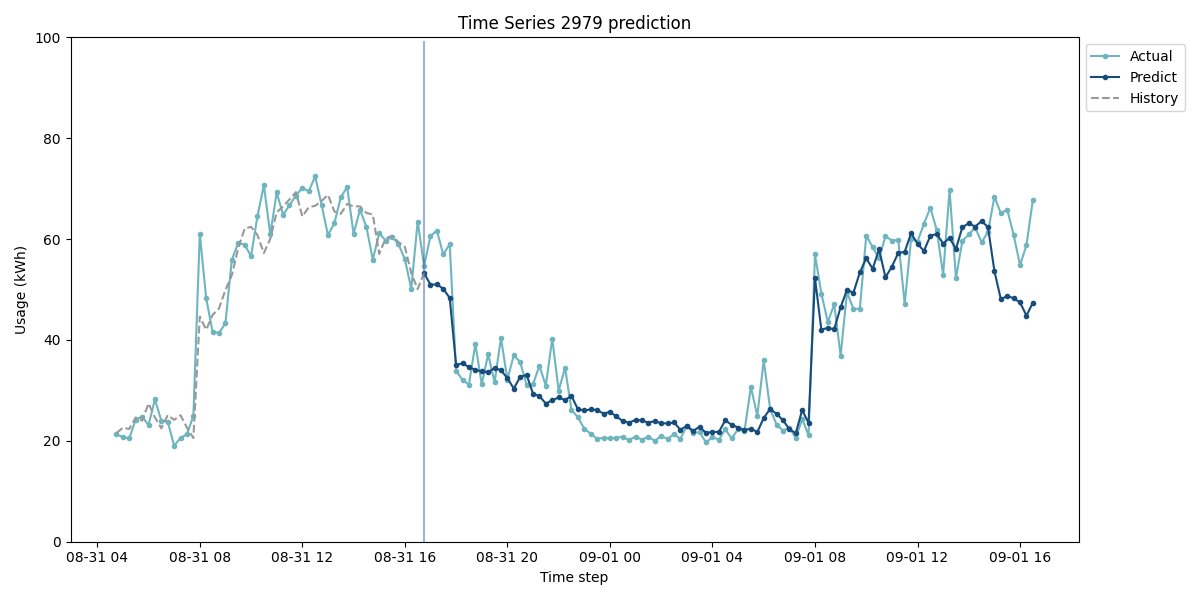 Time Series 2979 prediction
100
80
60
40
20
0
Usage (kWh)
08-31 04
08-31 08
08-31 12
08-31 16
08-31 20
09-01 00
09-01 04
09-01 08
09-01 12
09-01 16
Time step
Actual
Predict
History